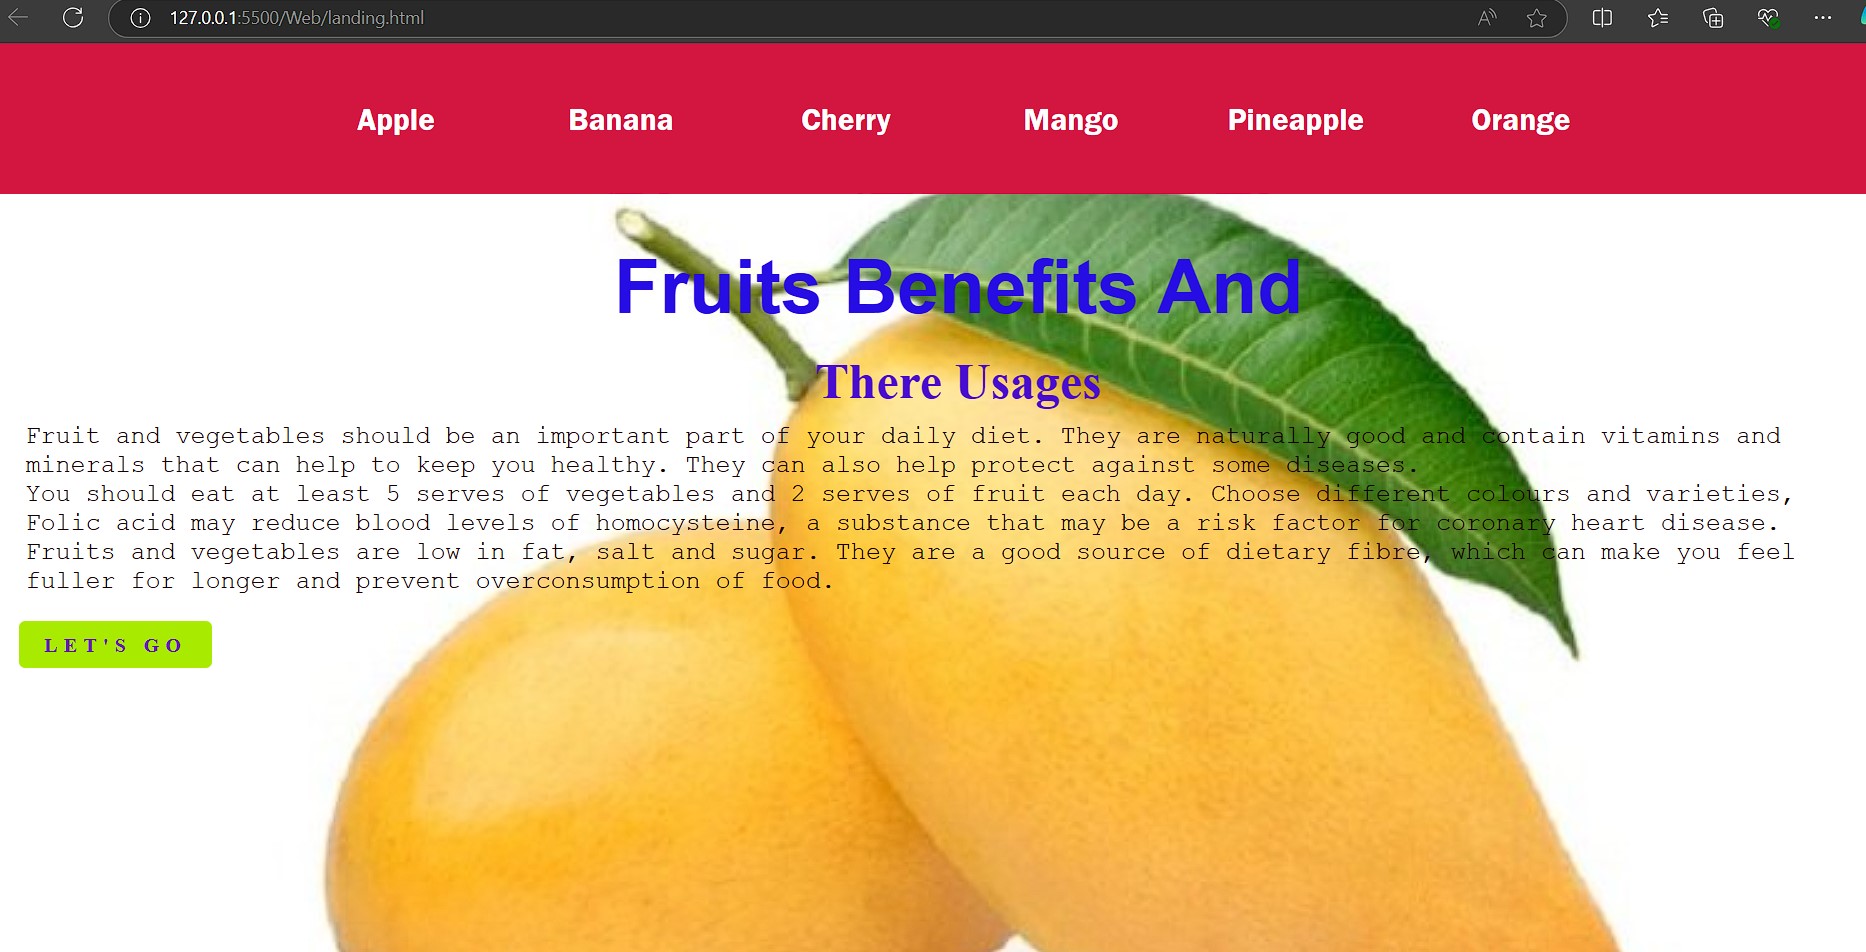 127.0.0.1:5500/Web/landing.html
Apple Banana Cherry Mango Pineapple Orange
Fruits Benefits And
There Usages
Fruit and vegetables should be an important part of your daily diet. They are naturally good and contain vitamins and
minerals that can help to keep you healthy. They can also help protect against some diseases.
You should eat at least 5 serves of vegetables and 2 serves of fruit each day. Choose different colours and varieties,
Folic acid may reduce blood levels of homocysteine, a substance that may be a risk factor for coronary heart disease.
Fruits and vegetables are low in fat, salt and sugar. They are a good source of dietary fibre, which can make you feel
fuller for longer and prevent overconsumption of food.
LET'S GO